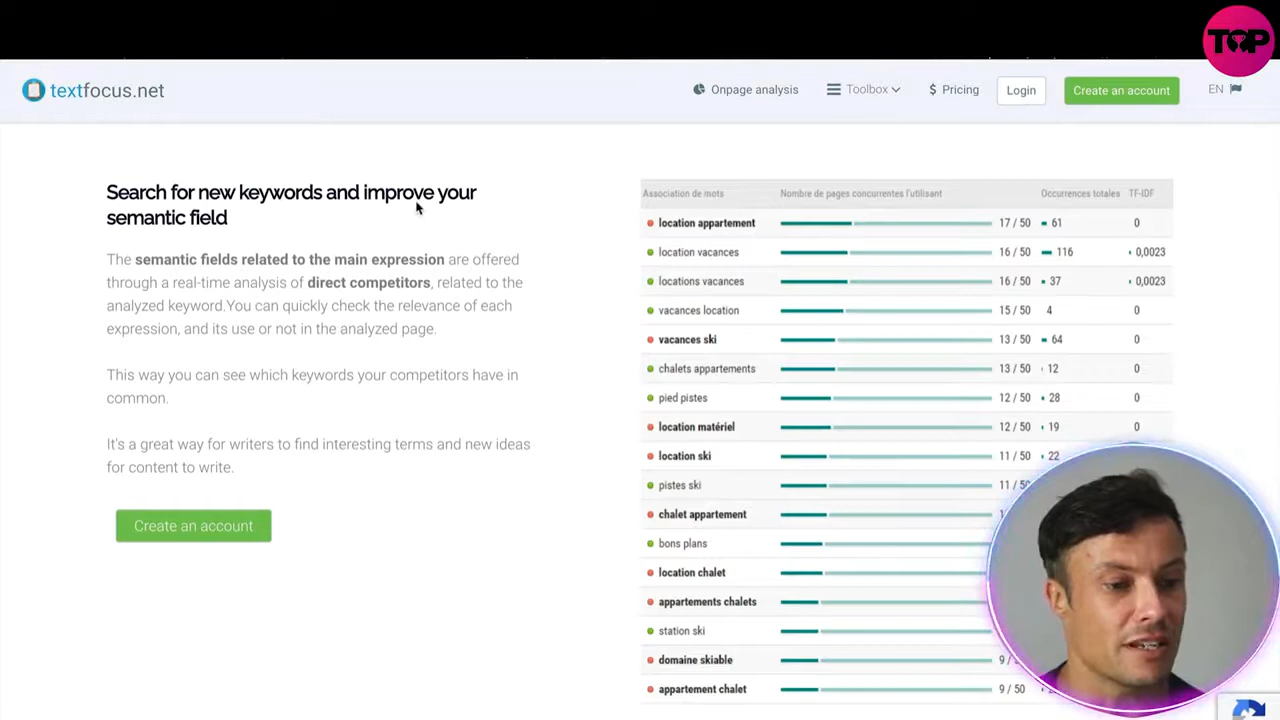 TOP
textfocus.net
Onpage analysis
Toolbox
$ Pricing
Login
Create an account
EN
Search for new keywords and improve your
semantic field
The semantic fields related to the main expression are offered
through a real-time analysis of direct competitors, related to the
analyzed keyword.You can quickly check the relevance of each
expression, and its use or not in the analyzed page.
This way you can see which keywords your competitors have in
common.
It's a great way for writers to find interesting terms and new ideas
for content to write.
Create an account
Association de mots Nombre de pages concurrentes l'utilisant Occurrences totales TF-IDF
location appartement 17 / 50 61 0
location vacances 16 / 50 116 0,0023
locations vacances 16 / 50 37 0,0023
vacances location 15 / 50 4 0
vacances ski 13 / 50 64 0
chalets appartements 13 / 50 12 0
pied pistes 12 / 50 28 0
location matériel 12 / 50 19 0
location ski 11 / 50 22
pistes ski 11 / 50
chalet appartement
bons plans
location chalet
appartements chalets
station ski
domaine skiable 9 /
appartement chalet 9 / 50